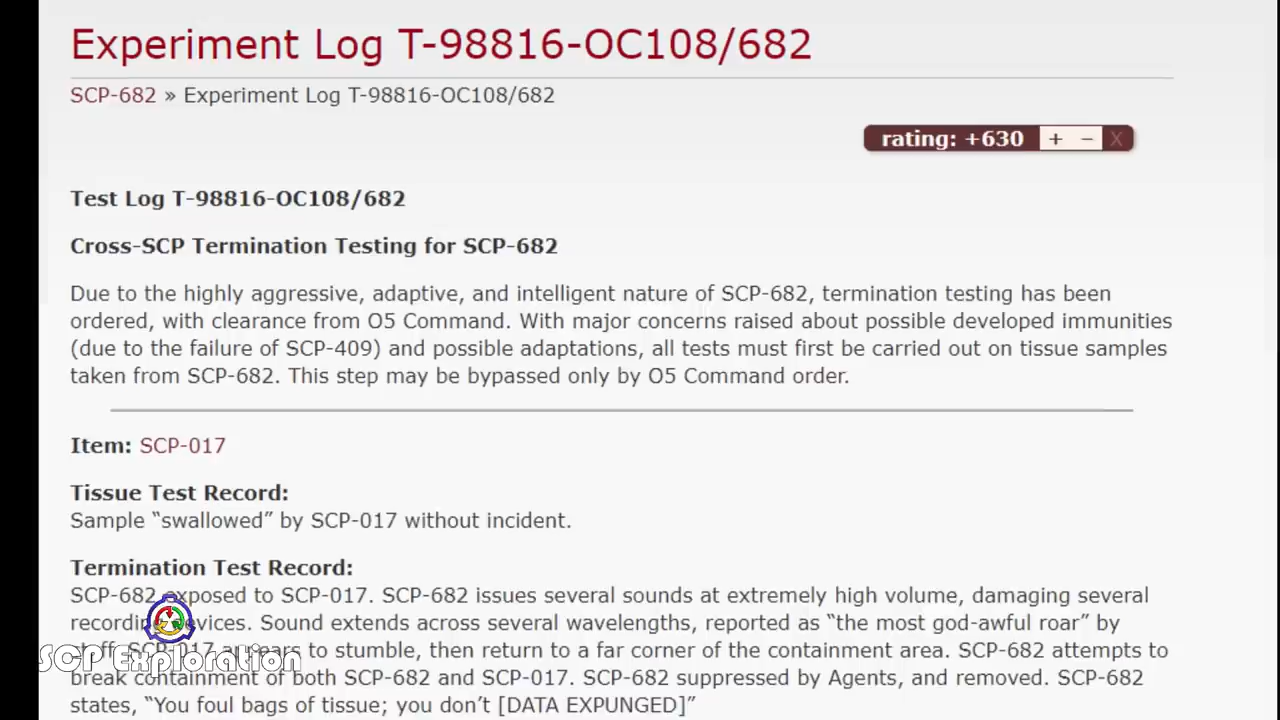 Experiment Log T-98816-OC108/682
SCP-682 » Experiment Log T-98816-OC108/682
rating: +630 + − X
Test Log T-98816-OC108/682
Cross-SCP Termination Testing for SCP-682
Due to the highly aggressive, adaptive, and intelligent nature of SCP-682, termination testing has been
ordered, with clearance from O5 Command. With major concerns raised about possible developed immunities
(due to the failure of SCP-409) and possible adaptations, all tests must first be carried out on tissue samples
taken from SCP-682. This step may be bypassed only by O5 Command order.
Item: SCP-017
Tissue Test Record:
Sample “swallowed” by SCP-017 without incident.
Termination Test Record:
SCP-682 exposed to SCP-017. SCP-682 issues several sounds at extremely high volume, damaging several
recording devices. Sound extends across several wavelengths, reported as “the most god-awful roar” by
staff. SCP-017 appears to stumble, then return to a far corner of the containment area. SCP-682 attempts to
SCP Exploration
break containment of both SCP-682 and SCP-017. SCP-682 suppressed by Agents, and removed. SCP-682
states, “You foul bags of tissue; you don’t [DATA EXPUNGED]”